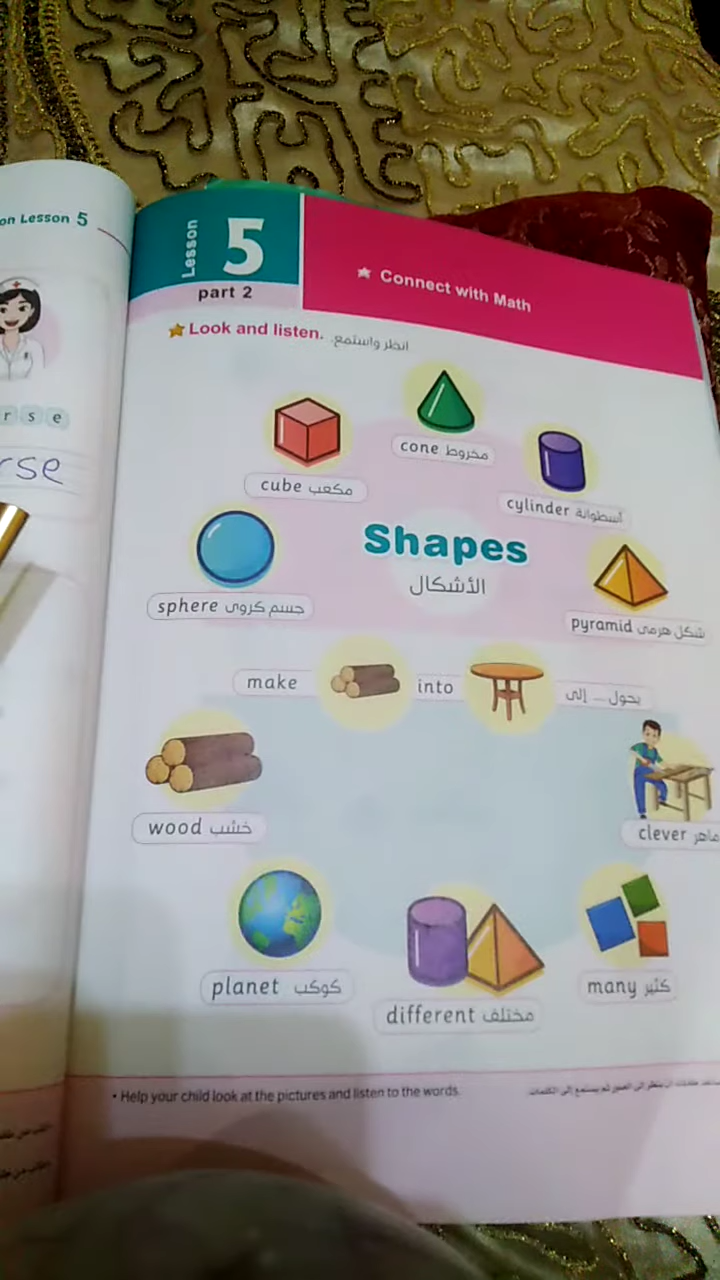 on Lesson 5
r s e
rse
Lesson 5
part 2
Connect with Math
Look and listen. انظر واستمع.
cone مخروط
cube مكعب
cylinder أسطوانة
Shapes
الأشكال
sphere جسم كروى
pyramid شكل هرمى
make into يحول ... إلى
wood خشب
clever ماهر
planet كوكب
different مختلف
many كثير
• Help your child look at the pictures and listen to the words.